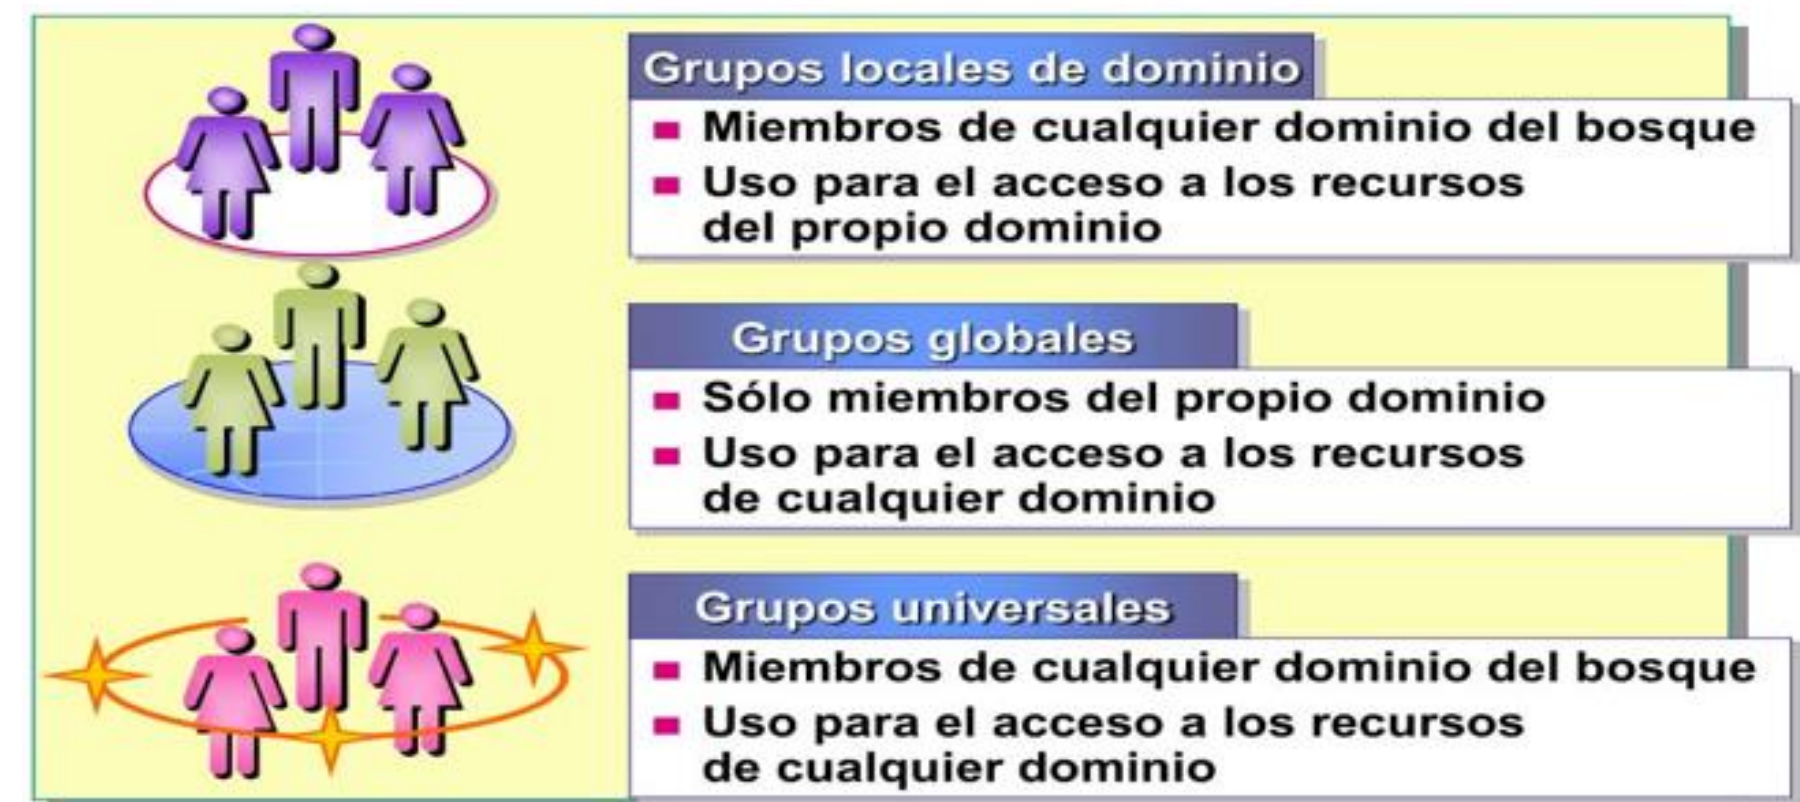 Grupos locales de dominio
Miembros de cualquier dominio del bosque
Uso para el acceso a los recursos
del propio dominio
Grupos globales
Sólo miembros del propio dominio
Uso para el acceso a los recursos
de cualquier dominio
Grupos universales
Miembros de cualquier dominio del bosque
Uso para el acceso a los recursos
de cualquier dominio